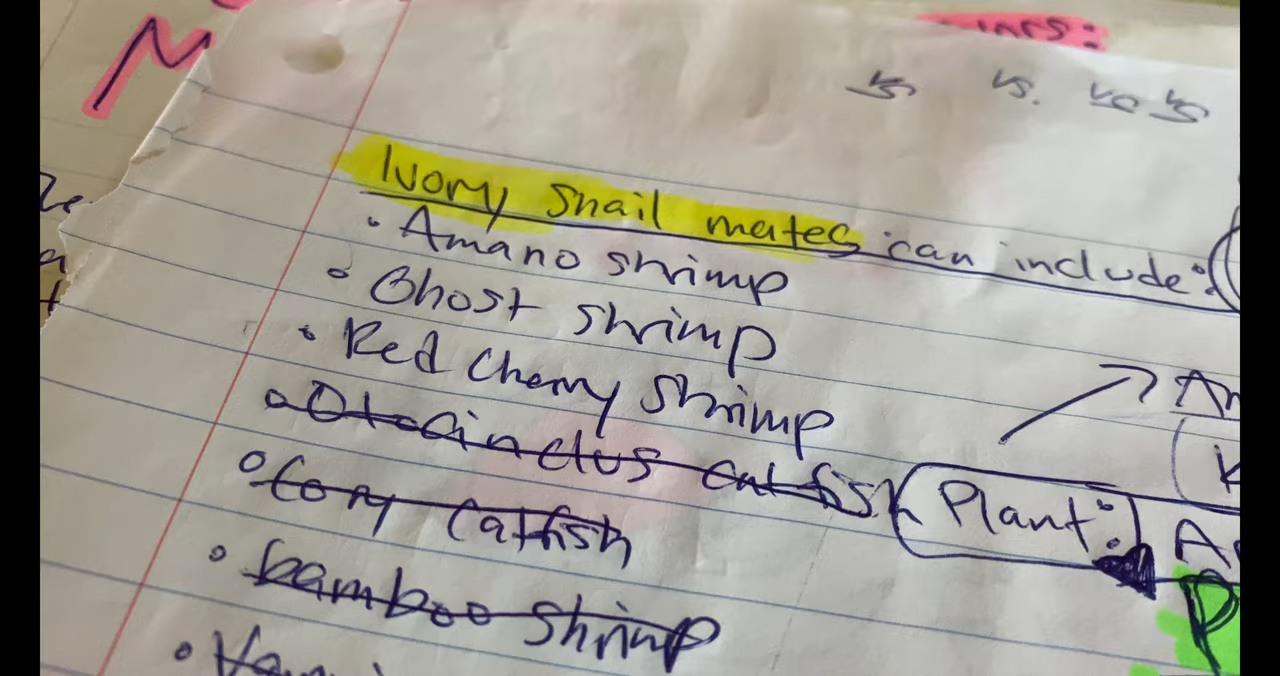 vs vs. vs vs
Ivory Snail mates can include:
• Amano shrimp
• Ghost shrimp
• Red Cherry shrimp
• Otocinclus catfish
• Cory Catfish
Plant:
• bamboo shrimp